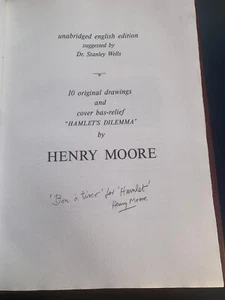 unabridged english edition
suggested by
Dr. Stanley Wells
10 original drawings
and
cover bas-relief
"HAMLET'S DILEMMA"
by
HENRY MOORE
for 'Hamlet'
Henry Moore